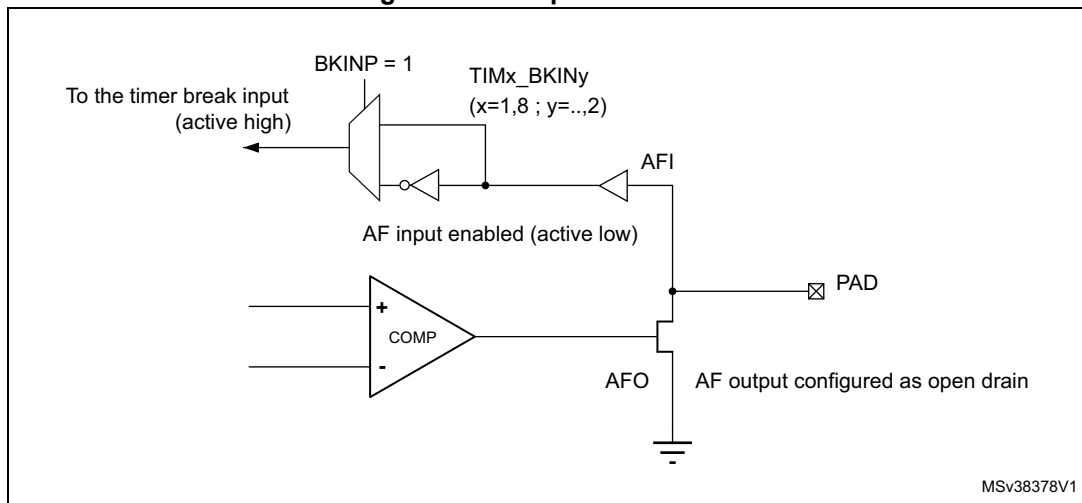 BKINP = 1
TIMx_BKINy
(x=1,8 ; y=..,2)
To the timer break input
(active high)
AFI
AF input enabled (active low)
PAD
+
COMP
-
AFO
AF output configured as open drain
MSv38378V1